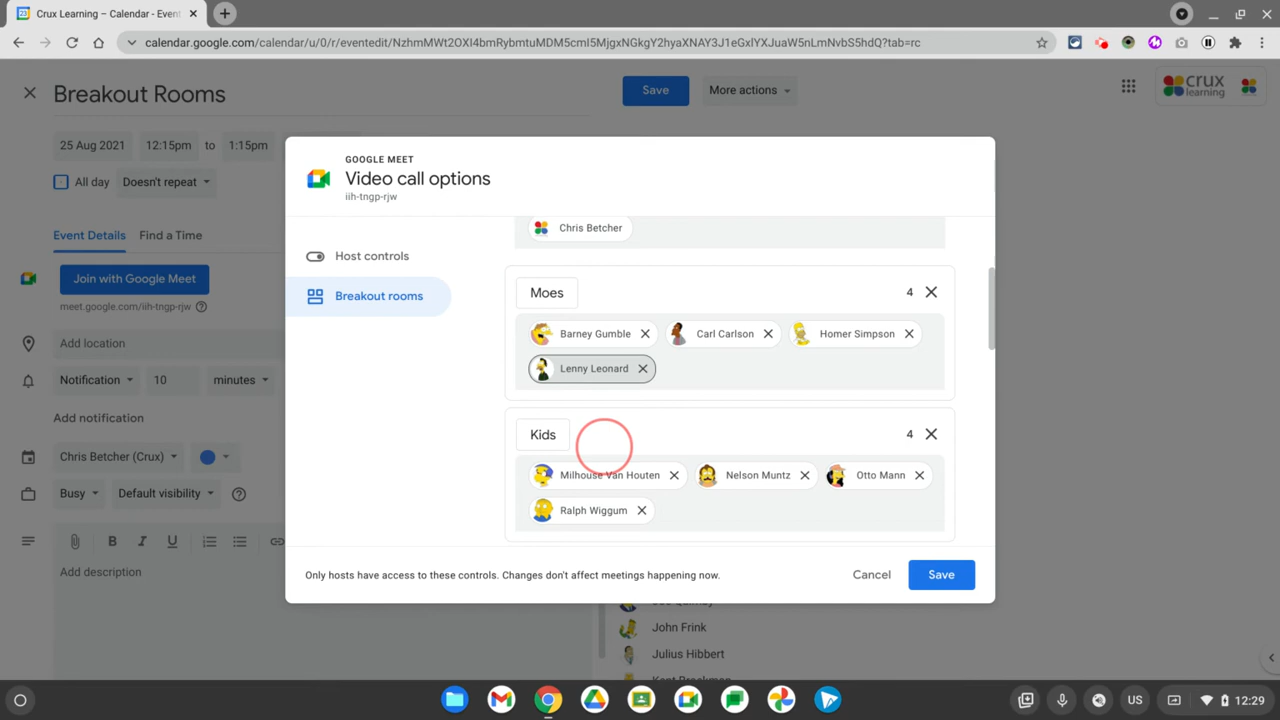 Crux Learning – Calendar - Event
calendar.google.com/calendar/u/0/r/eventedit/NzhmMWt2OXI4bmRybmtuMDM5cmI5MjgxNGkgY2hyaXNAY3J1eGxlYXJuaW5nLmNvbS5hdQ?tab=rc
Breakout Rooms
Save
More actions
crux
learning
25 Aug 2021
12:15pm
to
1:15pm
All day
Doesn't repeat
Event Details
Find a Time
Join with Google Meet
meet.google.com/iih-tngp-rjw
Add location
Notification
10
minutes
Add notification
Chris Betcher (Crux)
Busy
Default visibility
Add description
GOOGLE MEET
Video call options
iih-tngp-rjw
Host controls
Breakout rooms
Chris Betcher
Moes
4
Barney Gumble
Carl Carlson
Homer Simpson
Lenny Leonard
Kids
4
Milhouse Van Houten
Nelson Muntz
Otto Mann
Ralph Wiggum
Only hosts have access to these controls. Changes don't affect meetings happening now.
Cancel
Save
John Frink
Julius Hibbert
US
12:29